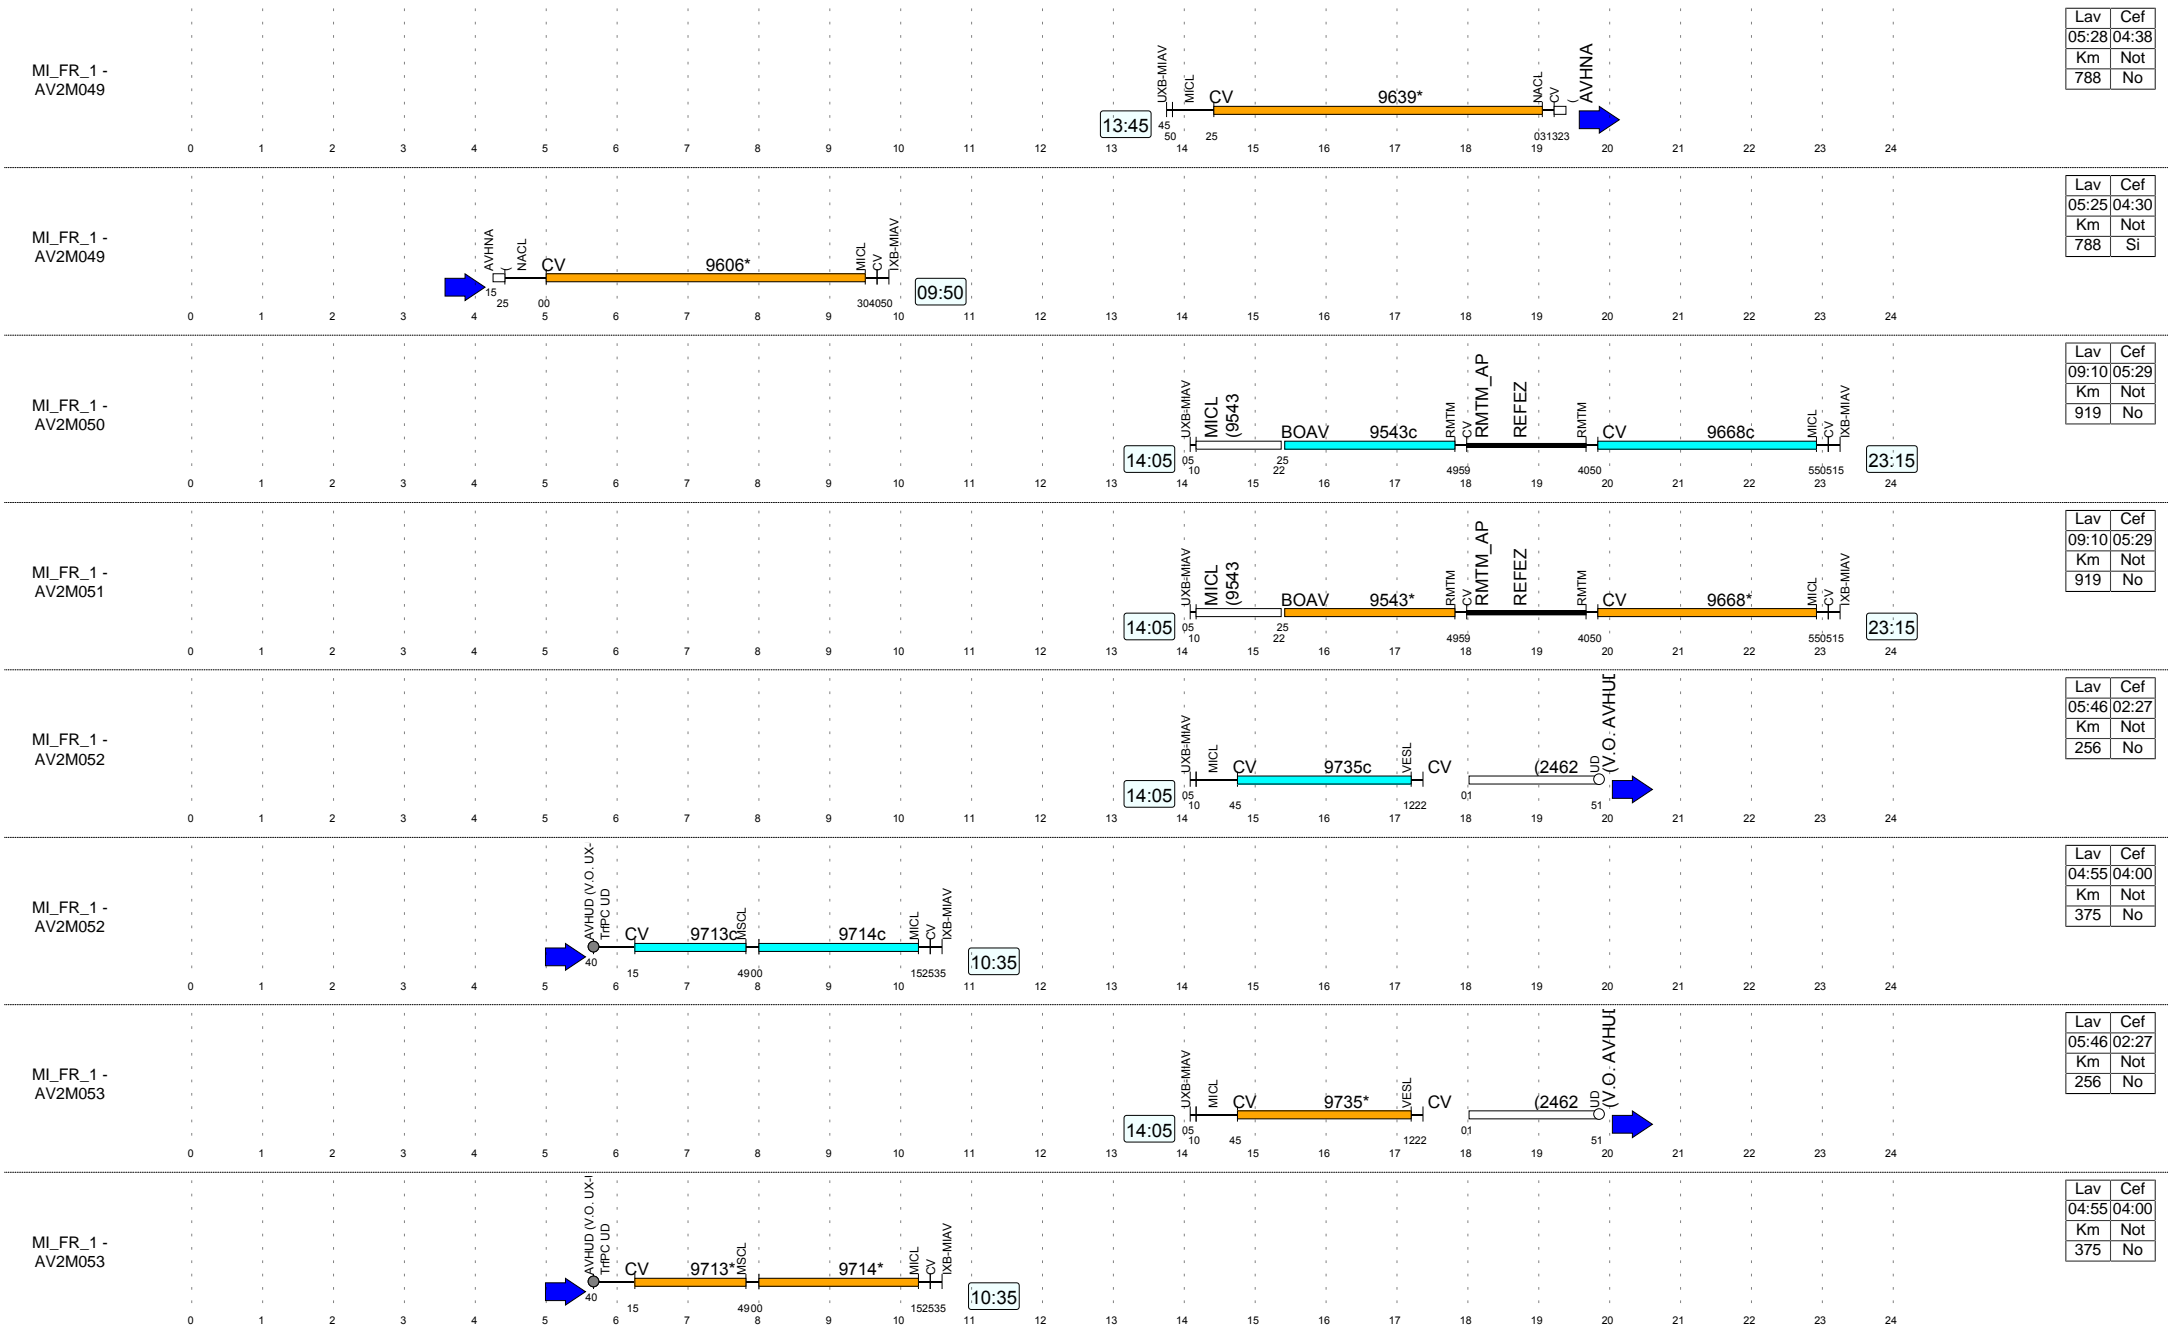 MI_FR_1 -
AV2M049
13:45
UXB-MIAV
MICL
CV
9639*
NACL
CV
(
AVHNA
45
50
25
031323
0 1 2 3 4 5 6 7 8 9 10 11 12 13 14 15 16 17 18 19 20 21 22 23 24
Lav Cef
05:28 04:38
Km Not
788 No
MI_FR_1 -
AV2M049
AVHNA
(
NACL
CV
9606*
MICL
CV
IXB-MIAV
15
25
00
304050
09:50
0 1 2 3 4 5 6 7 8 9 10 11 12 13 14 15 16 17 18 19 20 21 22 23 24
Lav Cef
05:25 04:30
Km Not
788 Si
MI_FR_1 -
AV2M050
14:05
UXB-MIAV
MICL
(9543
BOAV
9543c
RMTM
CV
RMTM_AP
REFEZ
RMTM
CV
9668c
MICL
CV
IXB-MIAV
05
10
25
22
4959
4050
550515
23:15
0 1 2 3 4 5 6 7 8 9 10 11 12 13 14 15 16 17 18 19 20 21 22 23 24
Lav Cef
09:10 05:29
Km Not
919 No
MI_FR_1 -
AV2M051
14:05
UXB-MIAV
MICL
(9543
BOAV
9543*
RMTM
CV
RMTM_AP
REFEZ
RMTM
CV
9668*
MICL
CV
IXB-MIAV
05
10
25
22
4959
4050
550515
23:15
0 1 2 3 4 5 6 7 8 9 10 11 12 13 14 15 16 17 18 19 20 21 22 23 24
Lav Cef
09:10 05:29
Km Not
919 No
MI_FR_1 -
AV2M052
14:05
UXB-MIAV
MICL
CV
9735c
VESL
CV
(2462
UD
(V.O. AVHUD
05
10
45
1222
01
51
0 1 2 3 4 5 6 7 8 9 10 11 12 13 14 15 16 17 18 19 20 21 22 23 24
Lav Cef
05:46 02:27
Km Not
256 No
MI_FR_1 -
AV2M052
AVHUD (V.O. UX-
TrfPC UD
CV
9713c
MSCL
9714c
MICL
CV
IXB-MIAV
40
15
4900
152535
10:35
0 1 2 3 4 5 6 7 8 9 10 11 12 13 14 15 16 17 18 19 20 21 22 23 24
Lav Cef
04:55 04:00
Km Not
375 No
MI_FR_1 -
AV2M053
14:05
UXB-MIAV
MICL
CV
9735*
VESL
CV
(2462
UD
(V.O. AVHUD
05
10
45
1222
01
51
0 1 2 3 4 5 6 7 8 9 10 11 12 13 14 15 16 17 18 19 20 21 22 23 24
Lav Cef
05:46 02:27
Km Not
256 No
MI_FR_1 -
AV2M053
AVHUD (V.O. UX-
TrfPC UD
CV
9713*
MSCL
9714*
MICL
CV
IXB-MIAV
40
15
4900
152535
10:35
0 1 2 3 4 5 6 7 8 9 10 11 12 13 14 15 16 17 18 19 20 21 22 23 24
Lav Cef
04:55 04:00
Km Not
375 No